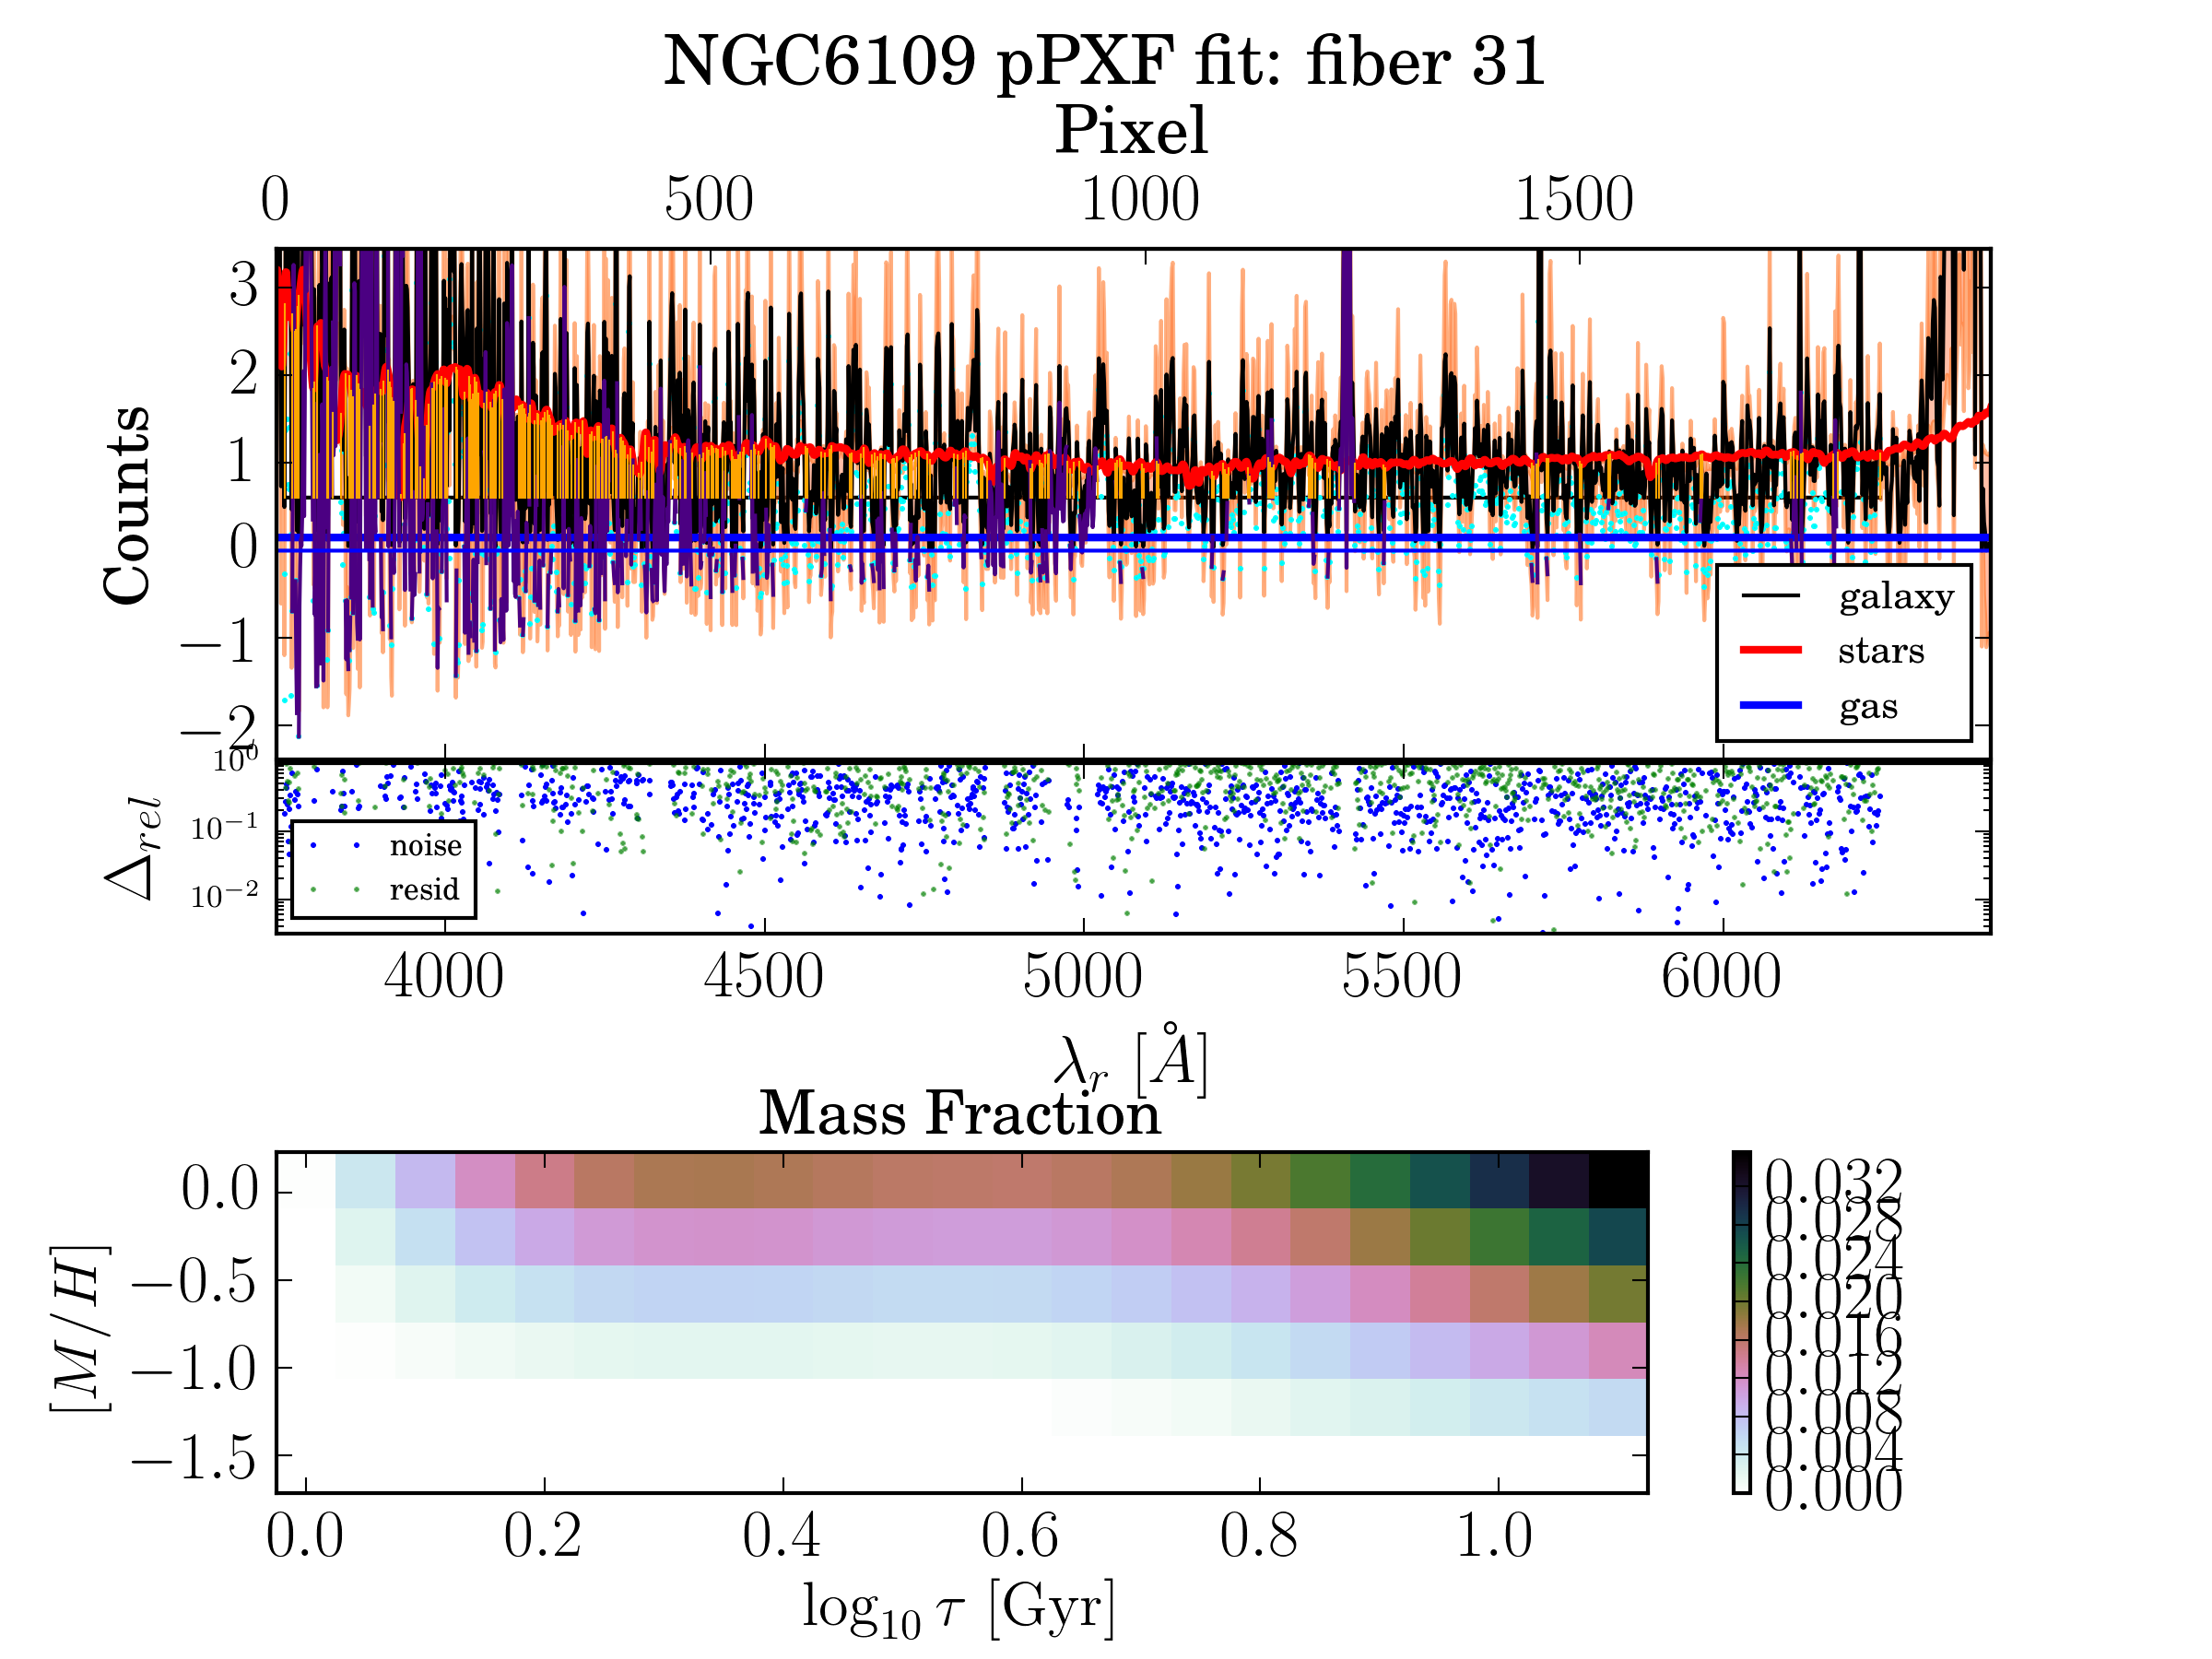 NGC6109 pPXF fit: fiber 31
Pixel
0 500 1000 1500
3
2
1
0
−1
−2
Counts
galaxy
stars
gas
10⁰
10⁻¹
10⁻²
Δrel
noise
resid
4000 4500 5000 5500 6000
λr [Å]
Mass Fraction
0.0
−0.5
−1.0
−1.5
[M/H]
0.0 0.2 0.4 0.6 0.8 1.0
log₁₀ τ [Gyr]
0.032
0.028
0.024
0.020
0.016
0.012
0.008
0.004
0.000